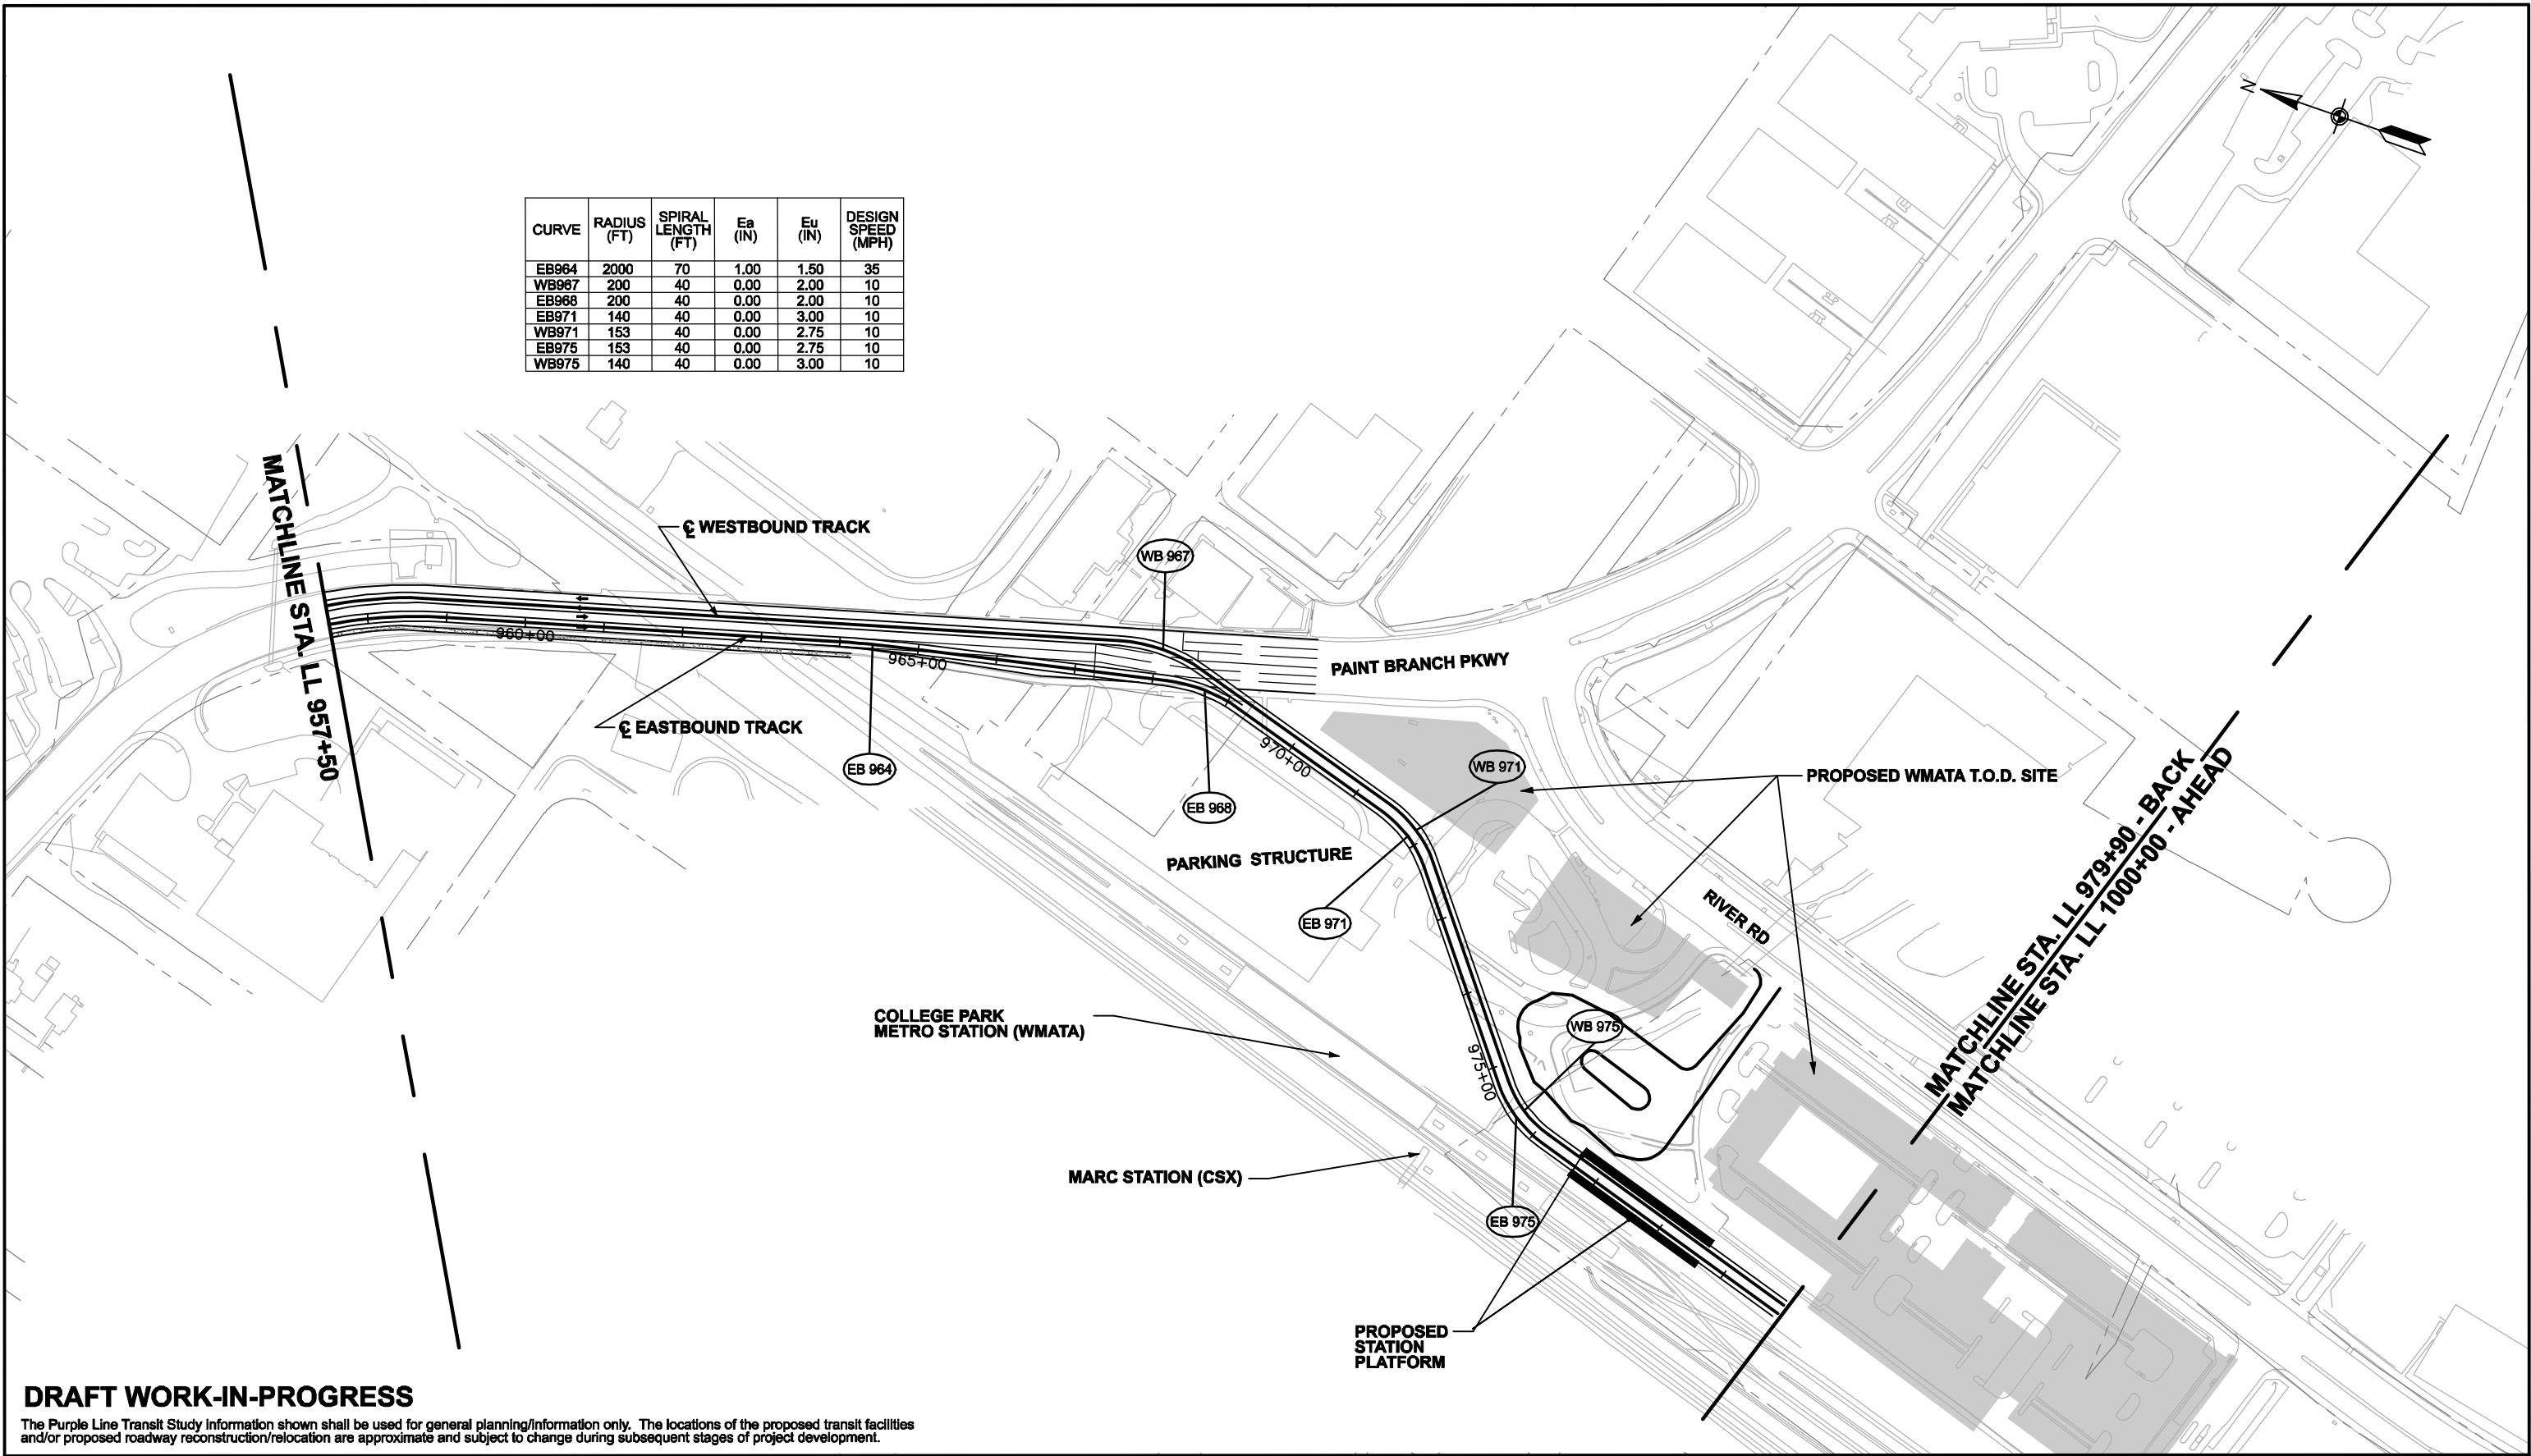 N
CURVE RADIUS (FT) SPIRAL LENGTH (FT) Ea (IN) Eu (IN) DESIGN SPEED (MPH)
EB964 2000 70 1.00 1.50 35
WB967 200 40 0.00 2.00 10
EB968 200 40 0.00 2.00 10
EB971 140 40 0.00 3.00 10
WB971 153 40 0.00 2.75 10
EB975 153 40 0.00 2.75 10
WB975 140 40 0.00 3.00 10
MATCHLINE STA. LL 957+50
℄ WESTBOUND TRACK
WB 967
960+00
965+00
PAINT BRANCH PKWY
℄ EASTBOUND TRACK
EB 964
EB 968
970+00
WB 971
PROPOSED WMATA T.O.D. SITE
PARKING STRUCTURE
EB 971
RIVER RD
MATCHLINE STA. LL 979+90 - BACK
MATCHLINE STA. LL 1000+00 - AHEAD
COLLEGE PARK
METRO STATION (WMATA)
WB 975
975+00
MARC STATION (CSX)
EB 975
PROPOSED
STATION
PLATFORM
DRAFT WORK-IN-PROGRESS
The Purple Line Transit Study information shown shall be used for general planning/information only. The locations of the proposed transit facilities
and/or proposed roadway reconstruction/relocation are approximate and subject to change during subsequent stages of project development.